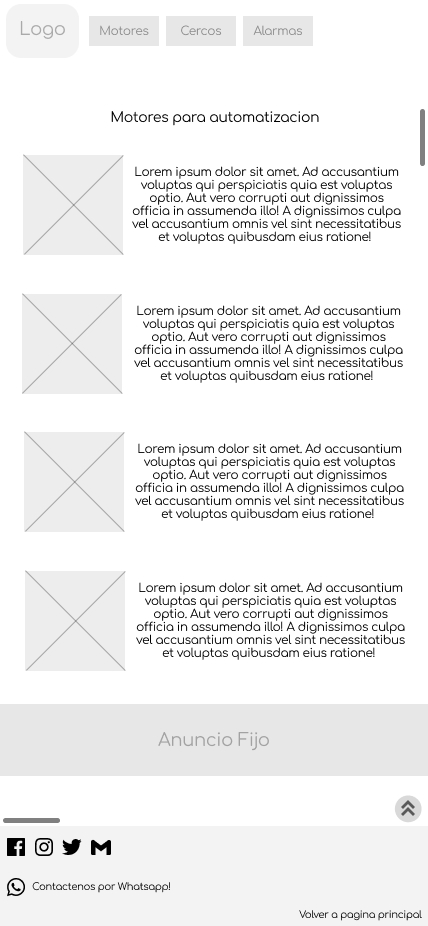 Logo
Motores
Cercos
Alarmas
Motores para automatizacion
Lorem ipsum dolor sit amet. Ad accusantium
voluptas qui perspiciatis quia est voluptas
optio. Aut vero corrupti aut dignissimos
officia in assumenda illo! A dignissimos culpa
vel accusantium omnis vel sint necessitatibus
et voluptas quibusdam eius ratione!
Lorem ipsum dolor sit amet. Ad accusantium
voluptas qui perspiciatis quia est voluptas
optio. Aut vero corrupti aut dignissimos
officia in assumenda illo! A dignissimos culpa
vel accusantium omnis vel sint necessitatibus
et voluptas quibusdam eius ratione!
Lorem ipsum dolor sit amet. Ad accusantium
voluptas qui perspiciatis quia est voluptas
optio. Aut vero corrupti aut dignissimos
officia in assumenda illo! A dignissimos culpa
vel accusantium omnis vel sint necessitatibus
et voluptas quibusdam eius ratione!
Lorem ipsum dolor sit amet. Ad accusantium
voluptas qui perspiciatis quia est voluptas
optio. Aut vero corrupti aut dignissimos
officia in assumenda illo! A dignissimos culpa
vel accusantium omnis vel sint necessitatibus
et voluptas quibusdam eius ratione!
Anuncio Fijo
Contactenos por Whatsapp!
Volver a pagina principal